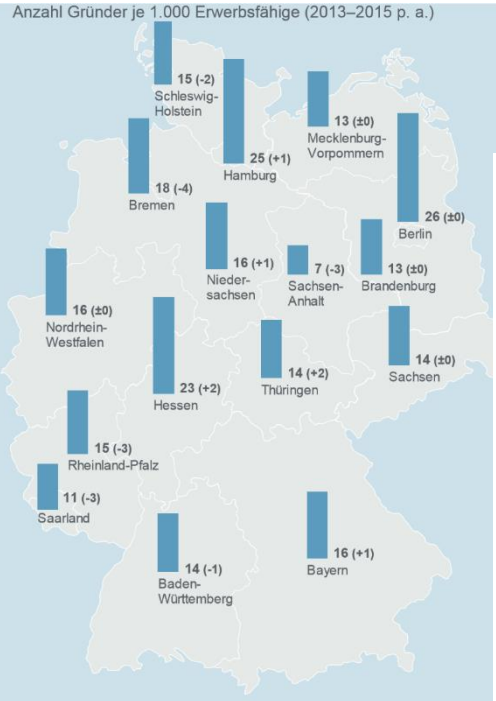 Anzahl Gründer je 1.000 Erwerbsfähige (2013–2015 p. a.)
15 (-2)
Schleswig-
Holstein
25 (+1)
Hamburg
13 (±0)
Mecklenburg-
Vorpommern
18 (-4)
Bremen
26 (±0)
Berlin
16 (+1)
Nieder-
sachsen
7 (-3)
Sachsen-
Anhalt
13 (±0)
Brandenburg
16 (±0)
Nordrhein-
Westfalen
23 (+2)
Hessen
14 (+2)
Thüringen
14 (±0)
Sachsen
15 (-3)
Rheinland-Pfalz
11 (-3)
Saarland
14 (-1)
Baden-
Württemberg
16 (+1)
Bayern